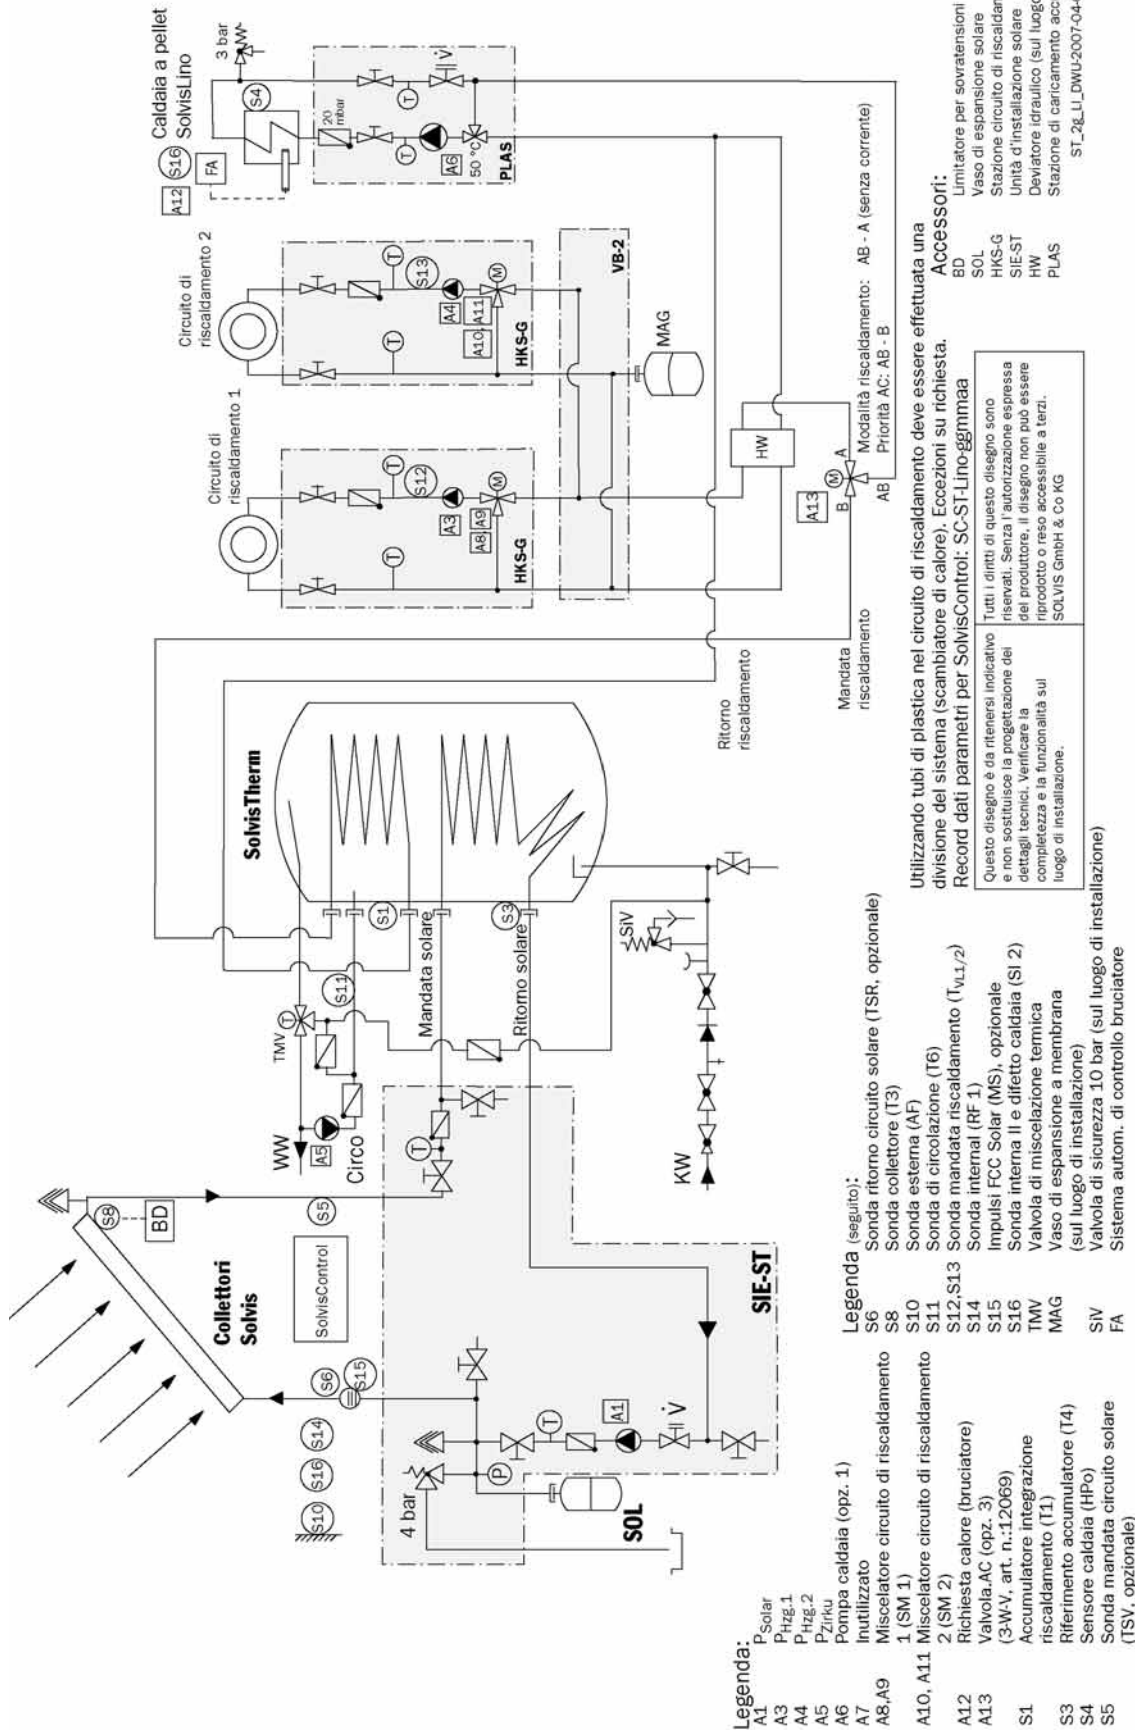 Caldaia a pellet
SolvisLino
3 bar
S4
S16
A12
FA
20
mbar
T
T
V̇
A6
50 °C
PLAS
Circuito di
riscaldamento 2
T
T
S13
A4
M
A10, A11
HKS-G
Circuito di
riscaldamento 1
T
T
S12
A3
M
A8, A9
HKS-G
VB-2
MAG
HW
A13
M
B
A
AB
Modalità riscaldamento: AB - A (senza corrente)
Priorità AC: AB - B
Mandata
riscaldamento
Ritorno
riscaldamento
SolvisTherm
S1
S3
S11
Mandata solare
Ritorno solare
TMV
T
WW
A5
Circo
SiV
KW
S8
BD
S5
Collettori
Solvis
SolvisControl
S6
S15
S14
S16
S10
T
SIE-ST
4 bar
P
T
A1
V̇
SOL
Utilizzando tubi di plastica nel circuito di riscaldamento deve essere effettuata una
divisione del sistema (scambiatore di calore). Eccezioni su richiesta.
Record dati parametri per SolvisControl: SC-ST-Lino-ggmmaa
Questo disegno è da ritenersi indicativo
e non sostituisce la progettazione dei
dettagli tecnici. Verificare la
completezza e la funzionalità sul
luogo di installazione.
Tutti i diritti di questo disegno sono
riservati. Senza l'autorizzazione espressa
del produttore, il disegno non può essere
riprodotto o reso accessibile a terzi.
SOLVIS GmbH & Co KG
Legenda:
A1 PSolar
A3 PHzg.1
A4 PHzg.2
A5 PZirku
A6 Pompa caldaia (opz. 1)
A7 Inutilizzato
A8,A9 Miscelatore circuito di riscaldamento
1 (SM 1)
A10, A11 Miscelatore circuito di riscaldamento
2 (SM 2)
A12 Richiesta calore (bruciatore)
A13 Valvola.AC (opz. 3)
(3-W-V, art. n.:12069)
S1 Accumulatore integrazione
riscaldamento (T1)
S3 Riferimento accumulatore (T4)
S4 Sensore caldaia (HPo)
S5 Sonda mandata circuito solare
(TSV, opzionale)
Legenda (seguito):
S6 Sonda ritorno circuito solare (TSR, opzionale)
S8 Sonda collettore (T3)
S10 Sonda esterna (AF)
S11 Sonda di circolazione (T6)
S12,S13 Sonda mandata riscaldamento (TVL1/2)
S14 Sonda internal (RF 1)
S15 Impulsi FCC Solar (MS), opzionale
S16 Sonda interna II e difetto caldaia (SI 2)
TMV Valvola di miscelazione termica
MAG Vaso di espansione a membrana
(sul luogo di installazione)
SiV Valvola di sicurezza 10 bar (sul luogo di installazione)
FA Sistema autom. di controllo bruciatore
Accessori:
BD Limitatore per sovratensioni
SOL Vaso di espansione solare
HKS-G Stazione circuito di
SIE-ST Unità d'installazione solare
HW Deviatore idraulico (sul luogo
PLAS Stazione di caricamento